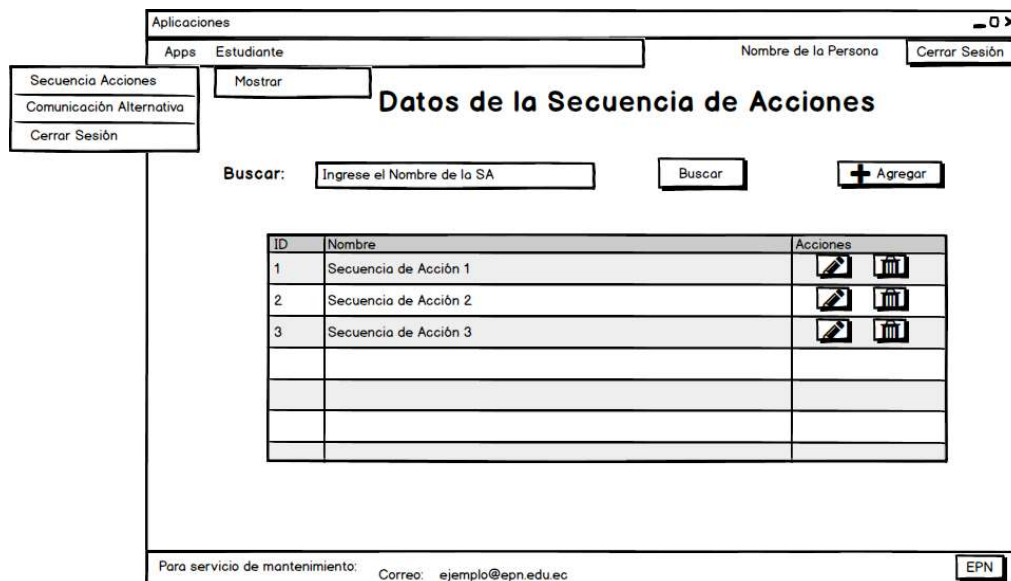 Aplicaciones
Apps Estudiante Nombre de la Persona Cerrar Sesión
Secuencia Acciones
Comunicación Alternativa
Cerrar Sesión
Mostrar
Datos de la Secuencia de Acciones
Buscar: Ingrese el Nombre de la SA Buscar Agregar
ID Nombre Acciones
1 Secuencia de Acción 1
2 Secuencia de Acción 2
3 Secuencia de Acción 3
Para servicio de mantenimiento: Correo: ejemplo@epn.edu.ec EPN